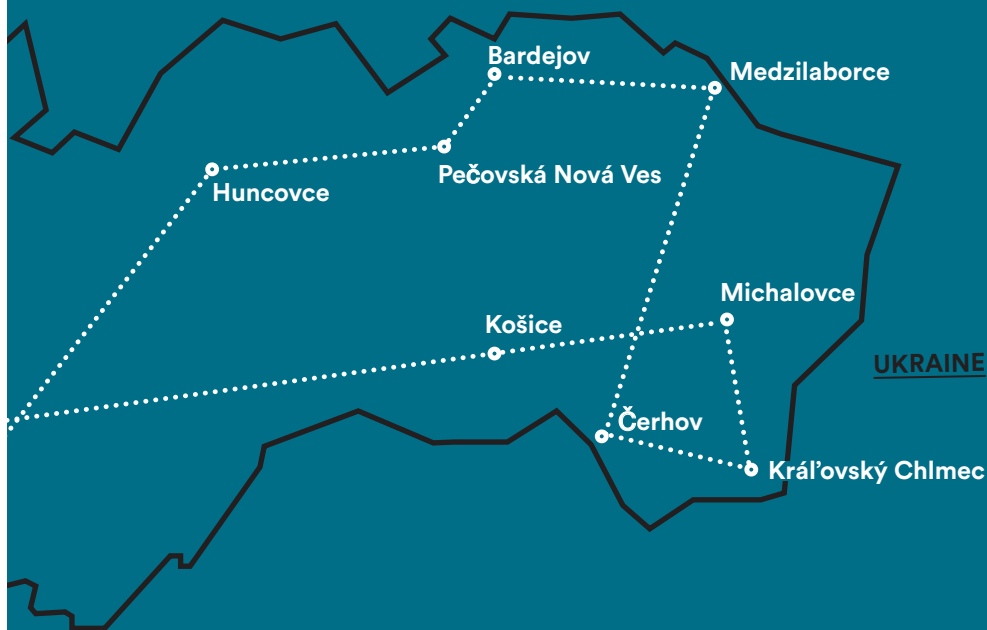 Bardejov
Medzilaborce
Pečovská Nová Ves
Huncovce
Michalovce
Košice
UKRAINE
Čerhov
Kráľovský Chlmec